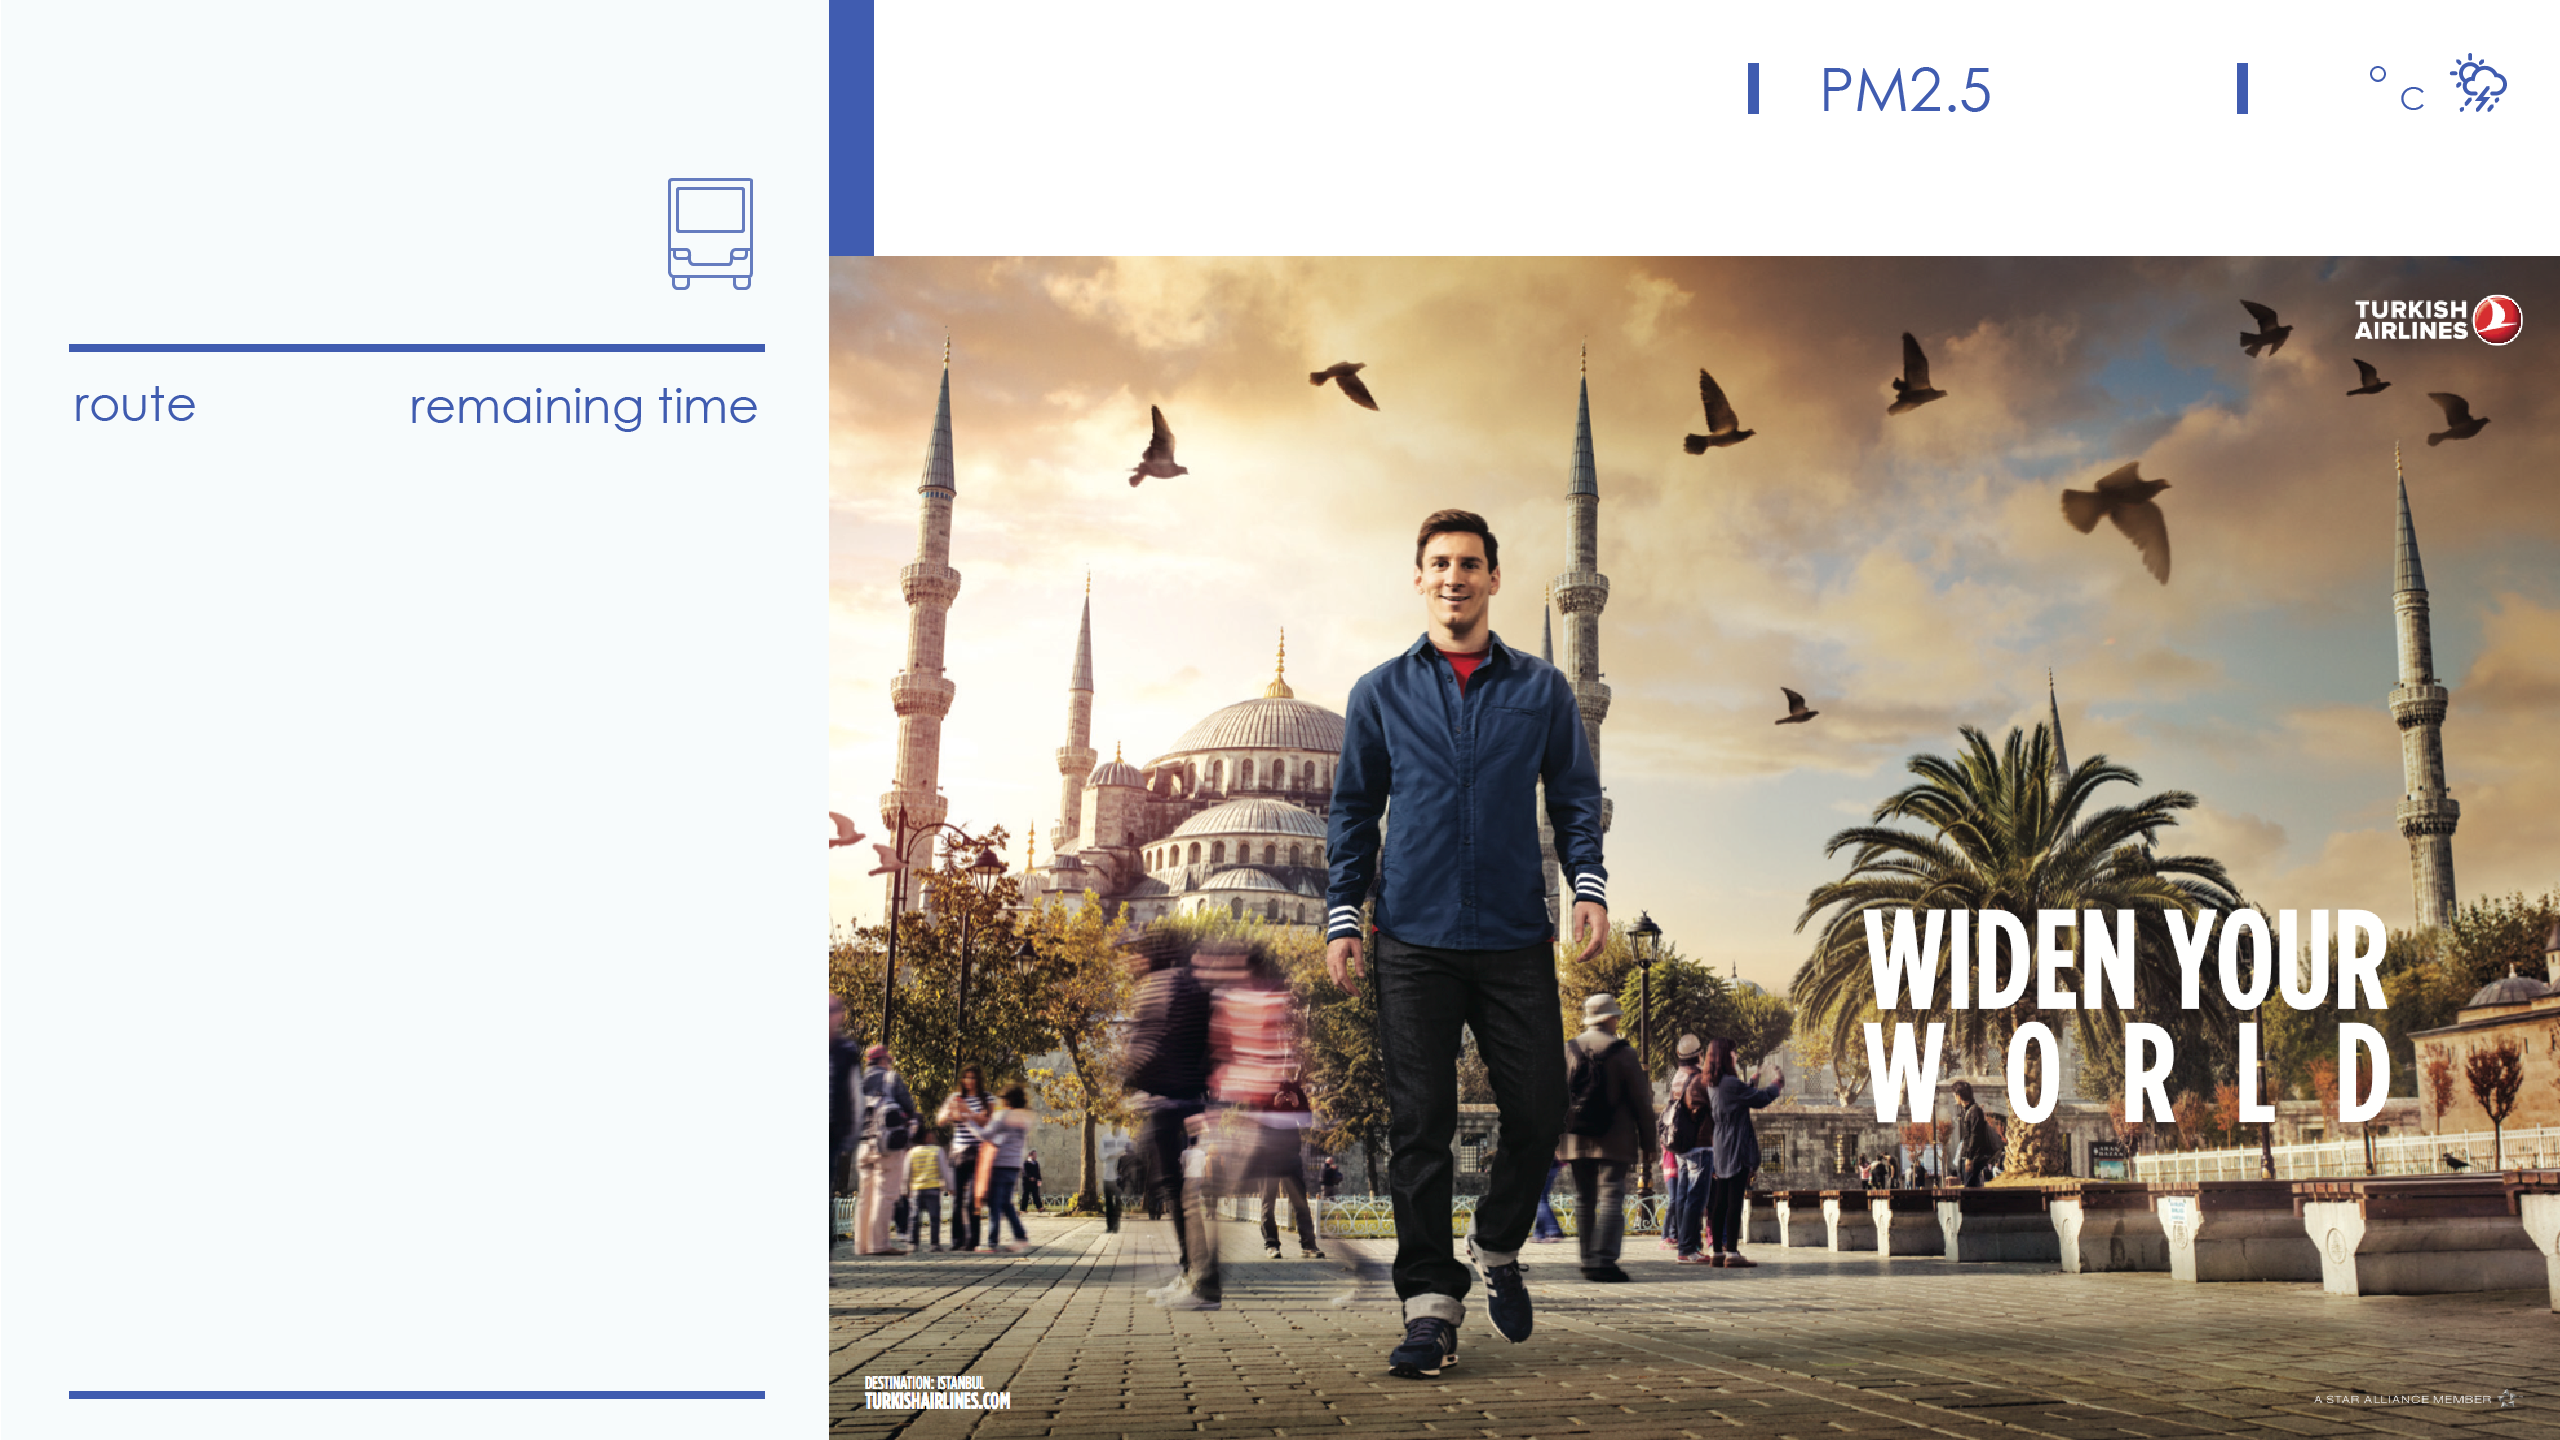 PM2.5
° C
route
remaining time
TURKISH
AIRLINES
WIDEN YOUR
WORLD
DESTINATION: ISTANBUL
TURKISHAIRLINES.COM
A STAR ALLIANCE MEMBER